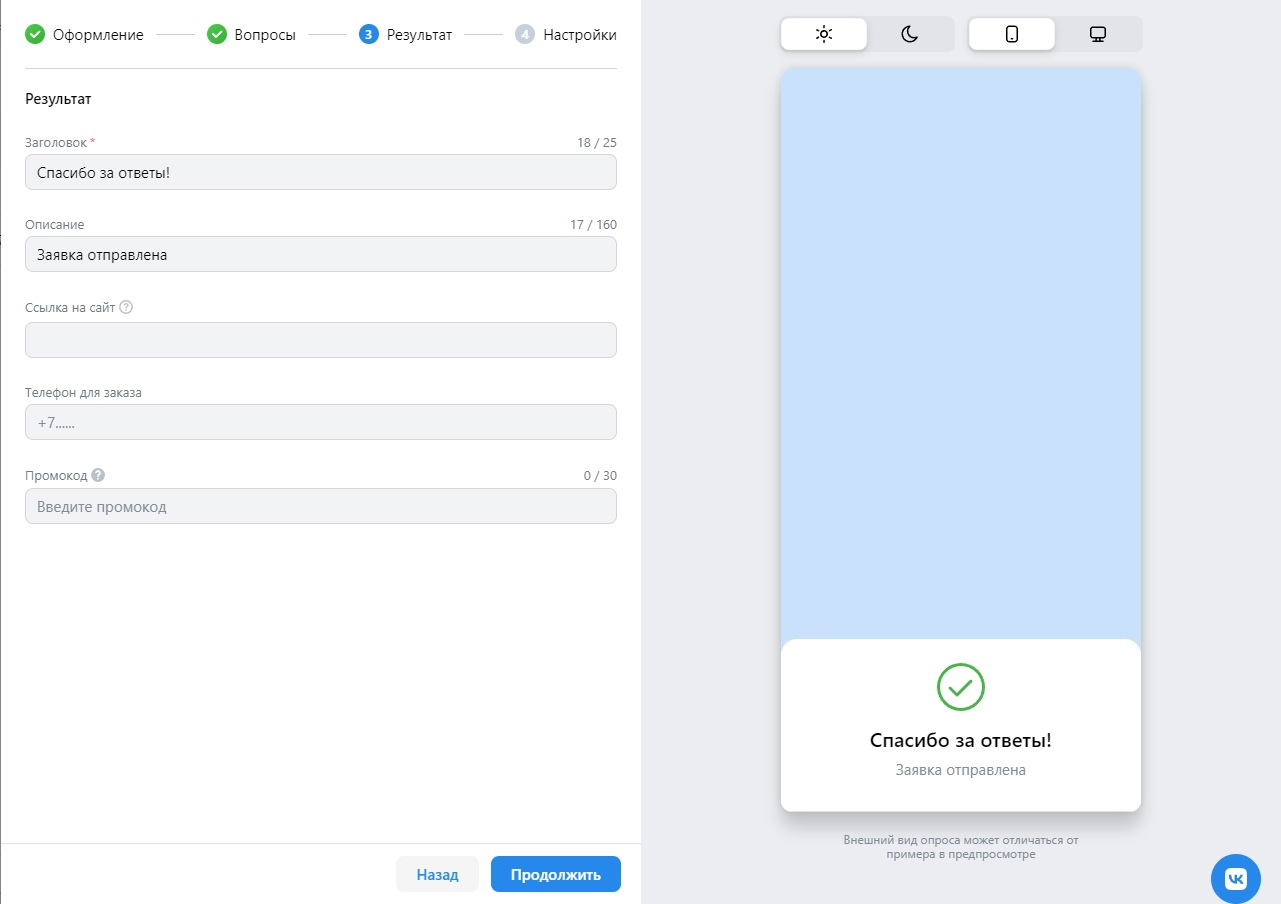 Оформление
Вопросы
3 Результат
4 Настройки
Результат
Заголовок * 18 / 25
Спасибо за ответы!
Описание 17 / 160
Заявка отправлена
Ссылка на сайт ?
Телефон для заказа
+7......
Промокод ? 0 / 30
Введите промокод
Назад
Продолжить
Спасибо за ответы!
Заявка отправлена
Внешний вид опроса может отличаться от
примера в предпросмотре